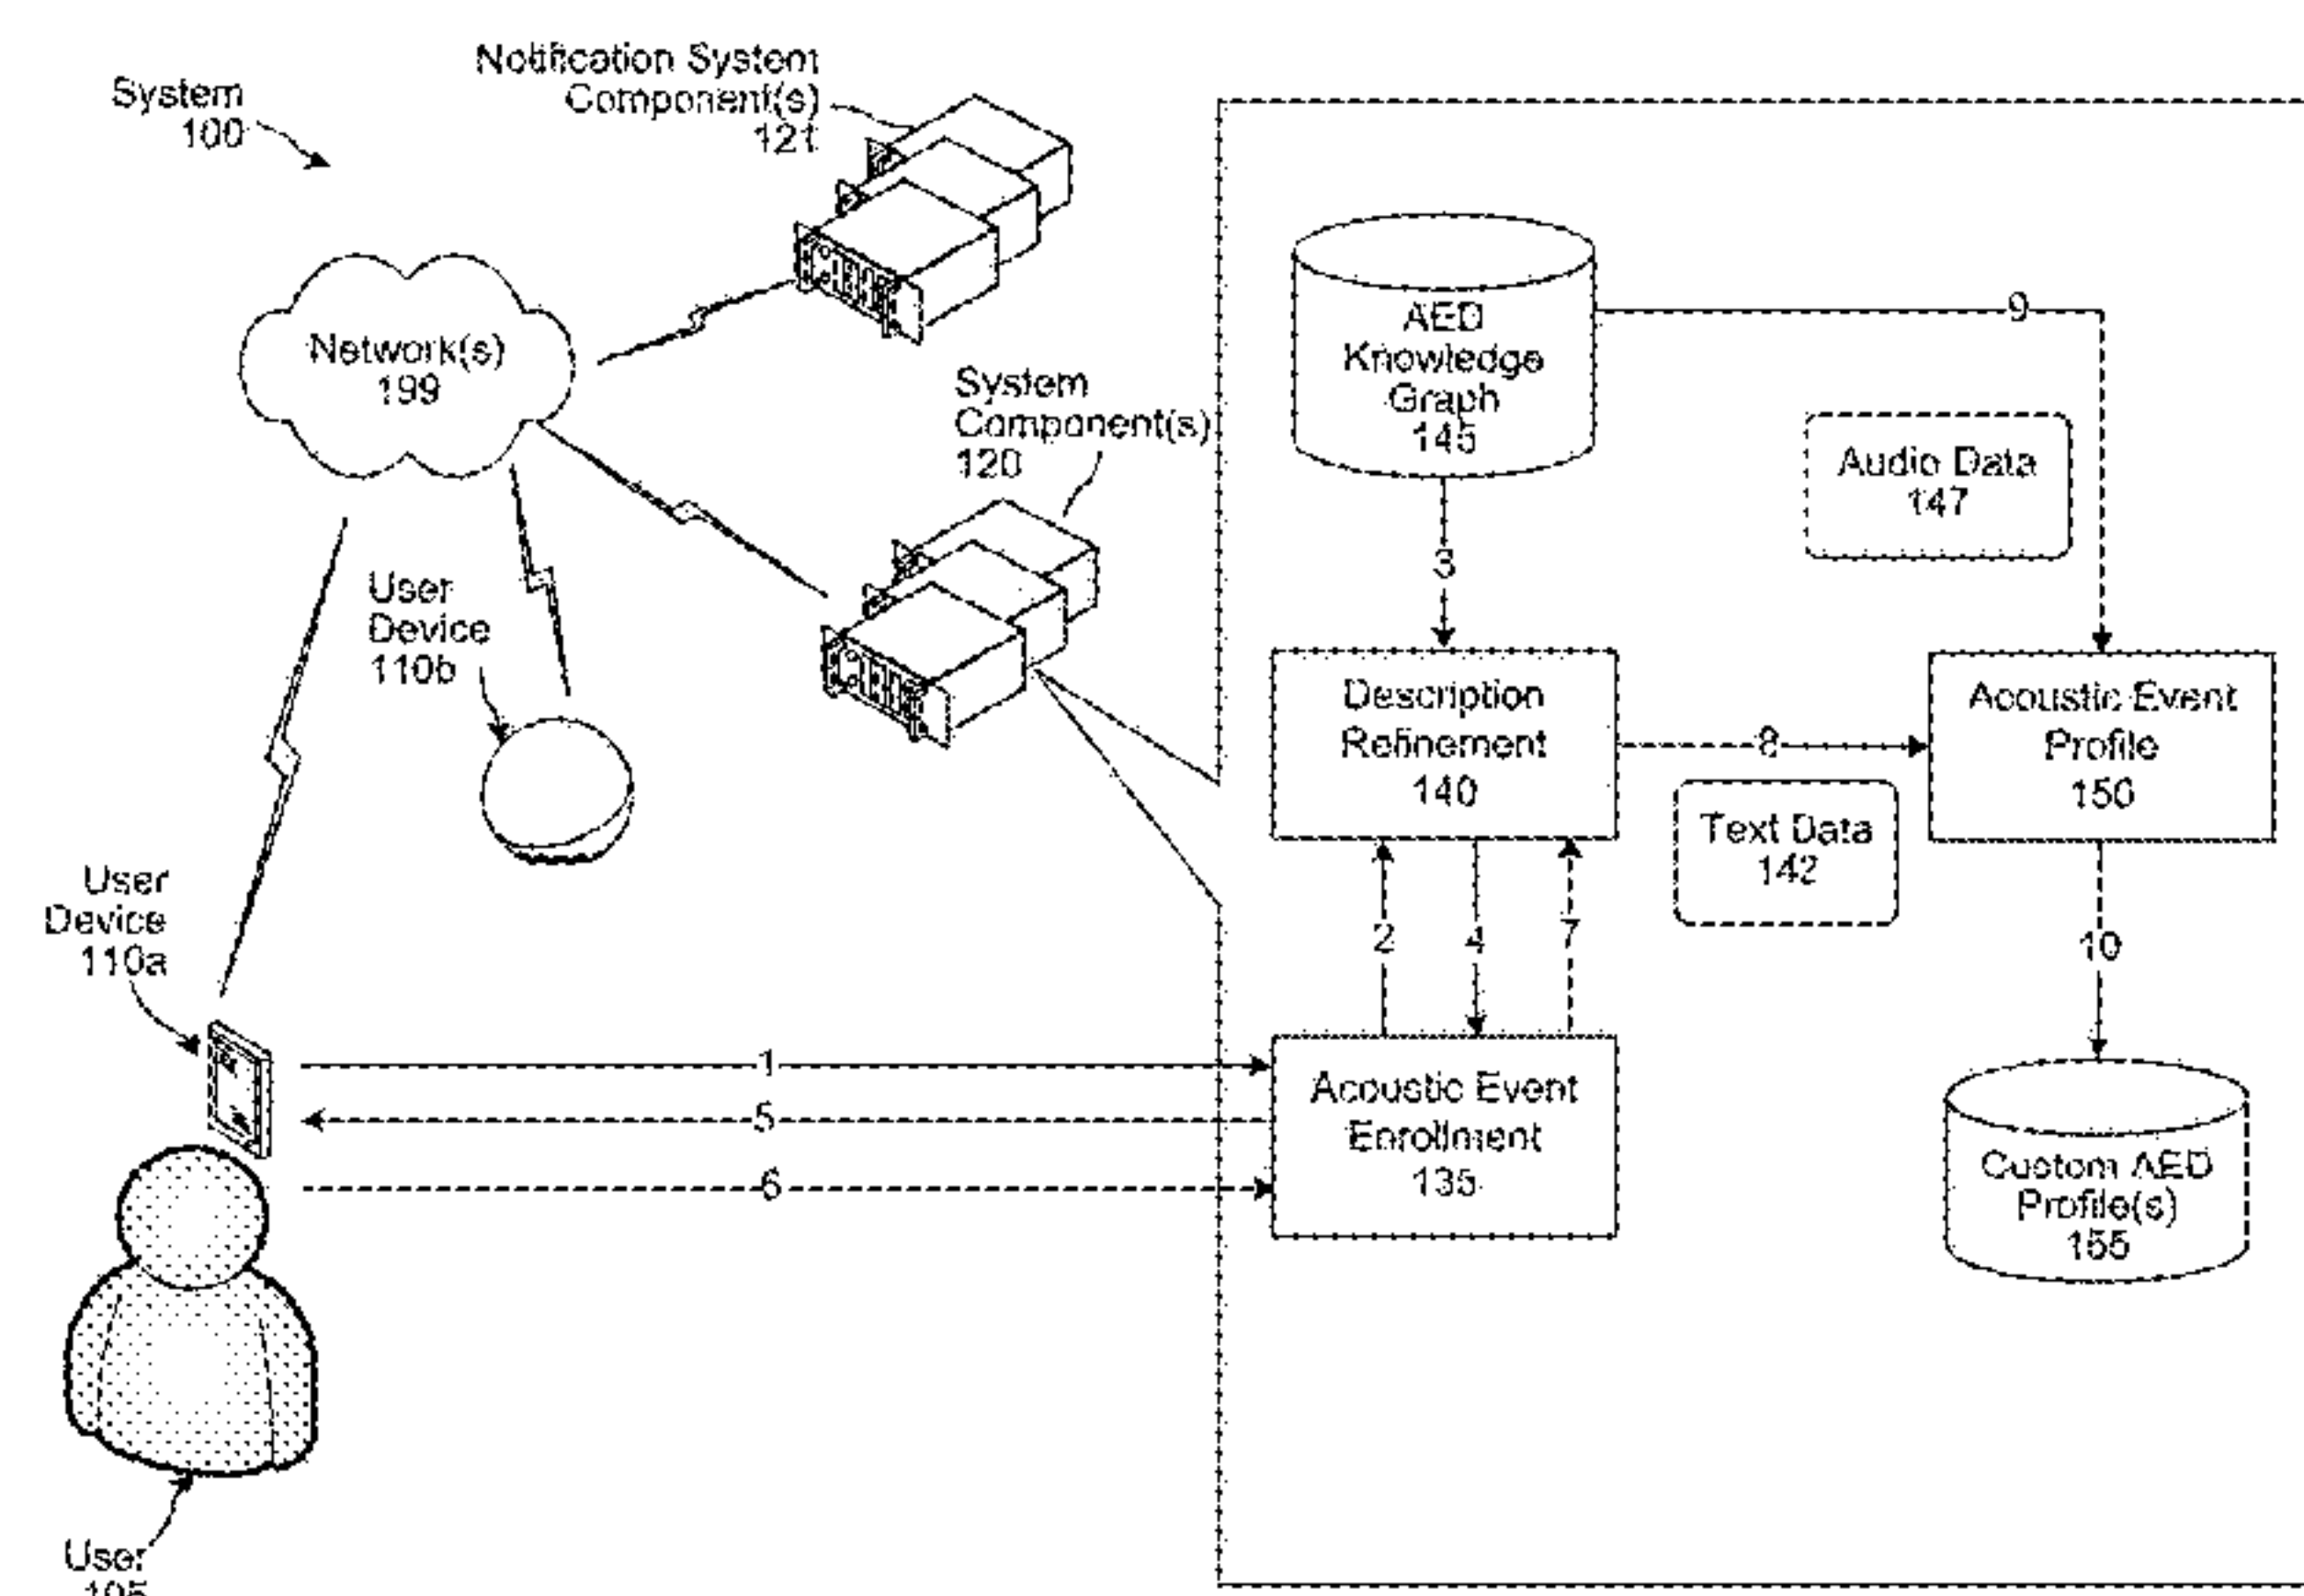 System
100
Notification System
Component(s)
121
Network(s)
199
System
Component(s)
120
User
Device
110b
User
Device
110a
User
105
AED
Knowledge
Graph
145
9
Audio Data
147
3
Description
Refinement
140
8
Text Data
142
Acoustic Event
Profile
150
2
4
7
10
1
5
6
Acoustic Event
Enrollment
135
Custom AED
Profile(s)
155